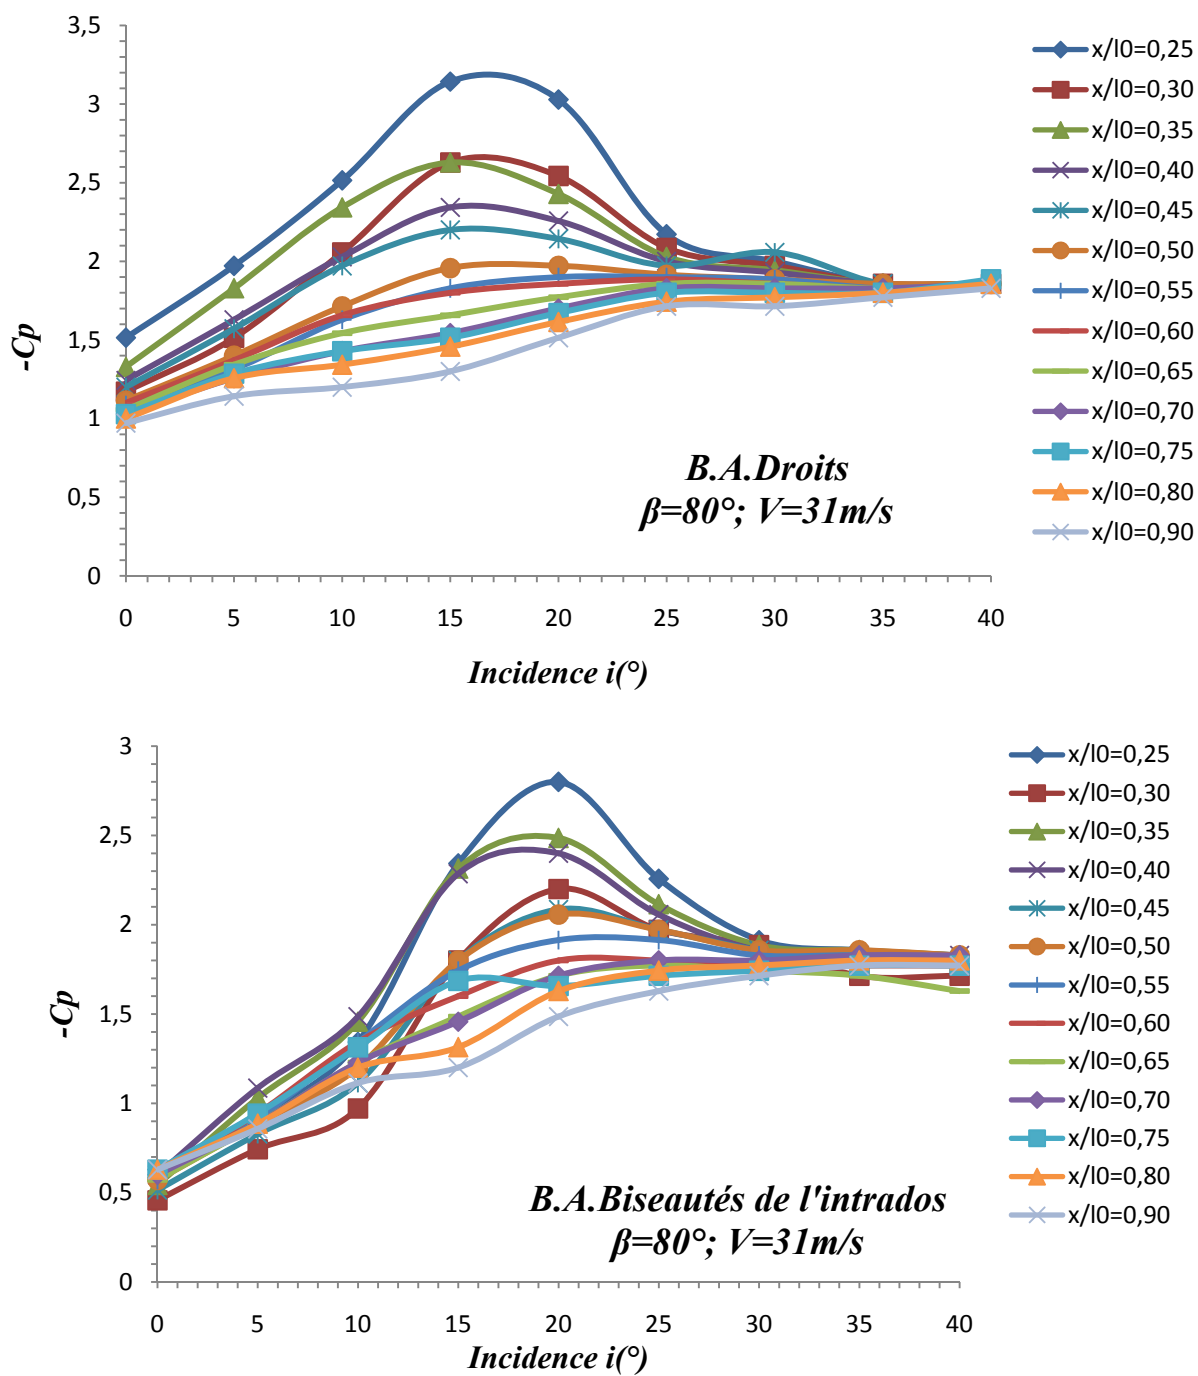 3,5
3
2,5
2
1,5
1
0,5
0
-Cp
0 5 10 15 20 25 30 35 40
Incidence i(°)
B.A.Droits
β=80°; V=31m/s
x/l0=0,25
x/l0=0,30
x/l0=0,35
x/l0=0,40
x/l0=0,45
x/l0=0,50
x/l0=0,55
x/l0=0,60
x/l0=0,65
x/l0=0,70
x/l0=0,75
x/l0=0,80
x/l0=0,90
3
2,5
2
1,5
1
0,5
0
-Cp
0 5 10 15 20 25 30 35 40
Incidence i(°)
B.A.Biseautés de l'intrados
β=80°; V=31m/s
x/l0=0,25
x/l0=0,30
x/l0=0,35
x/l0=0,40
x/l0=0,45
x/l0=0,50
x/l0=0,55
x/l0=0,60
x/l0=0,65
x/l0=0,70
x/l0=0,75
x/l0=0,80
x/l0=0,90